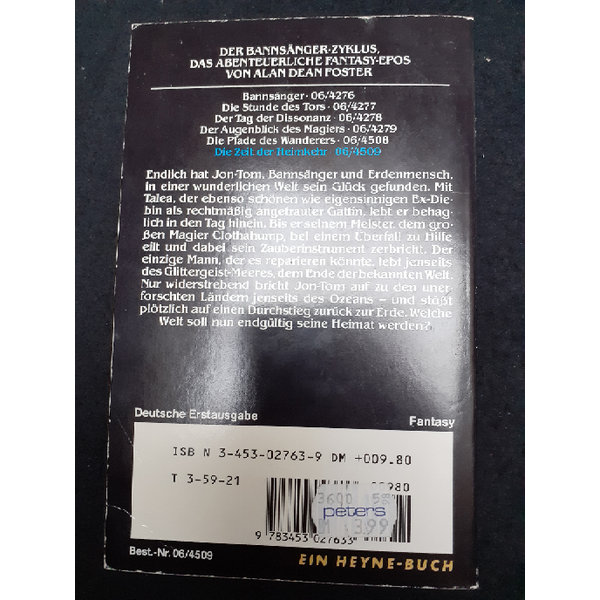 DER BANNSÄNGER-ZYKLUS,
DAS ABENTEUERLICHE FANTASY-EPOS
VON ALAN DEAN FOSTER
Bannsänger · 06/4276
Die Stunde des Tors · 06/4277
Der Tag der Dissonanz · 06/4278
Der Augenblick des Magiers · 06/4279
Die Pfade des Wanderers · 06/4508
Die Zeit der Heimkehr · 06/4509
Endlich hat Jon-Tom, Bannsänger und Erdenmensch,
in einer wunderlichen Welt sein Glück gefunden. Mit
Talea, der ebenso schönen wie eigensinnigen Ex-Die-
bin als rechtmäßig angetrauter Gattin, lebt er behag-
lich in den Tag hinein. Bis er seinem Meister, dem gro-
ßen Magier Clothahump, bei einem Überfall zu Hilfe
eilt und dabei sein Zauberinstrument zerbricht. Der
einzige Mann, der es reparieren könnte, lebt jenseits
des Glittergeist-Meeres, dem Ende der bekannten Welt.
Nur widerstrebend bricht Jon-Tom auf zu den uner-
forschten Ländern jenseits des Ozeans – und stößt
plötzlich auf einen Durchstieg zurück zur Erde. Welche
Welt soll nun endgültig seine Heimat werden?
Deutsche Erstausgabe
Fantasy
ISBN 3-453-02763-9 DM +009.80
T 3-59-21
00980
peters
3.99
9 783453 027633
Best.-Nr. 06/4509
EIN HEYNE-BUCH